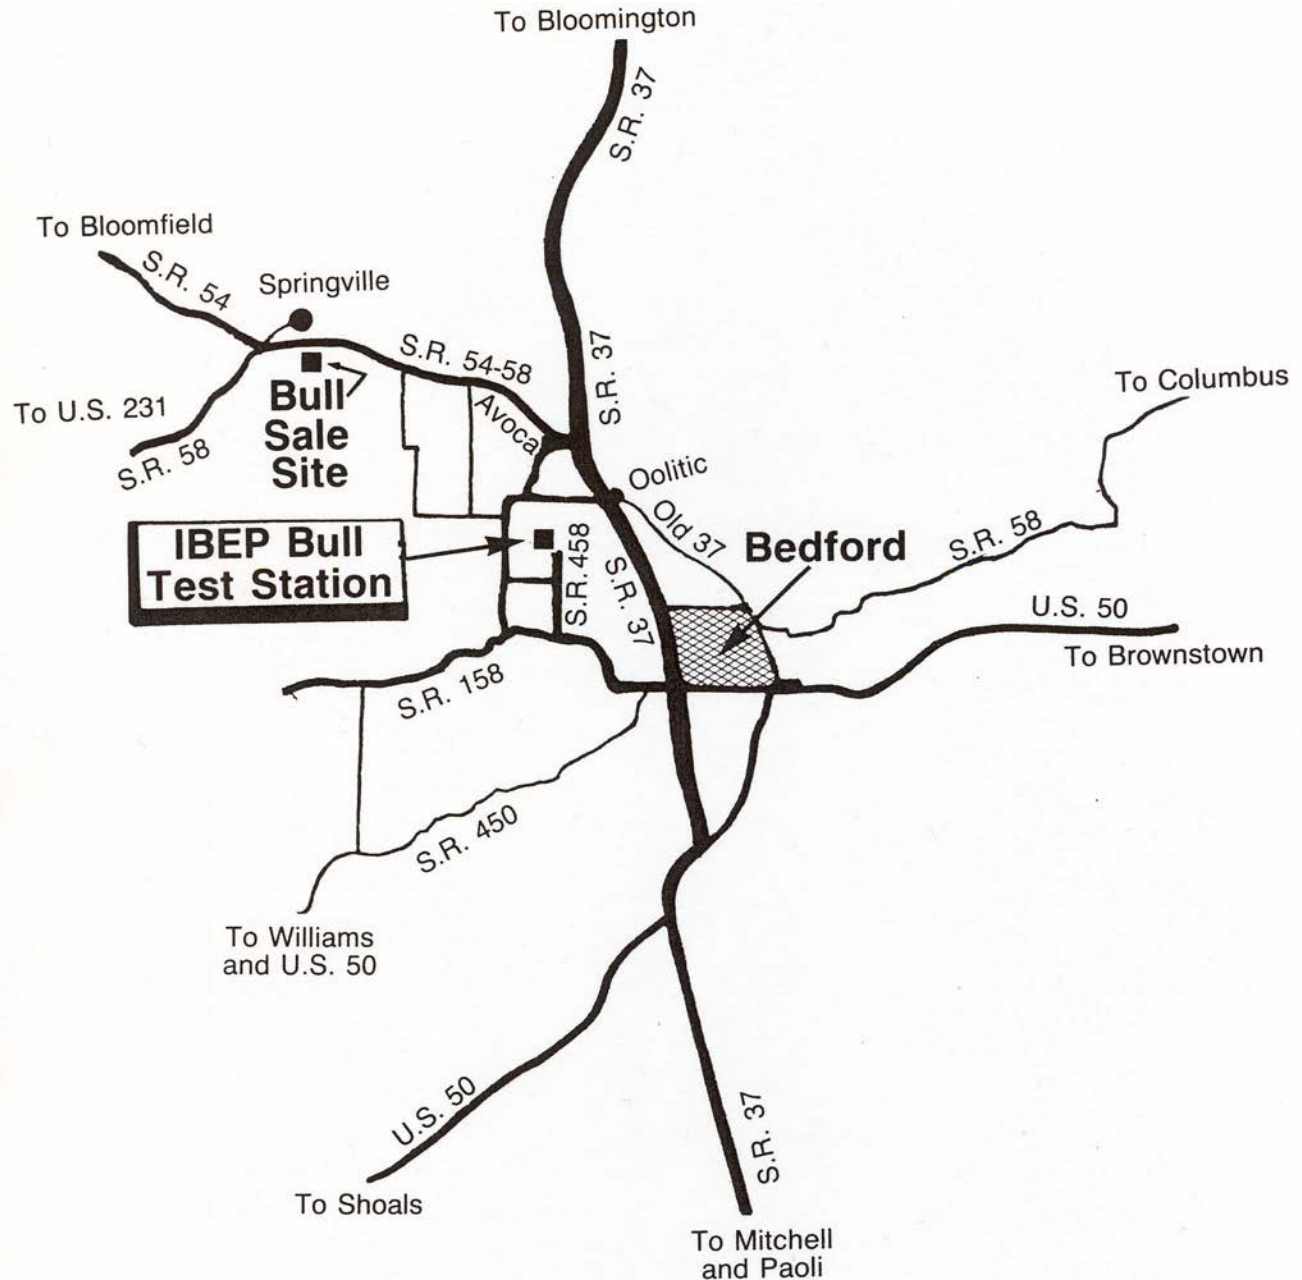 To Bloomington
S.R. 37
To Bloomfield
S.R. 54
Springville
S.R. 54-58
S.R. 37
To Columbus
To U.S. 231
S.R. 58
Bull
Sale
Site
Avoca
Oolitic
Old 37
Bedford
S.R. 58
IBEP Bull
Test Station
S.R. 458
S.R. 37
U.S. 50
To Brownstown
S.R. 158
S.R. 450
To Williams
and U.S. 50
U.S. 50
To Shoals
S.R. 37
To Mitchell
and Paoli